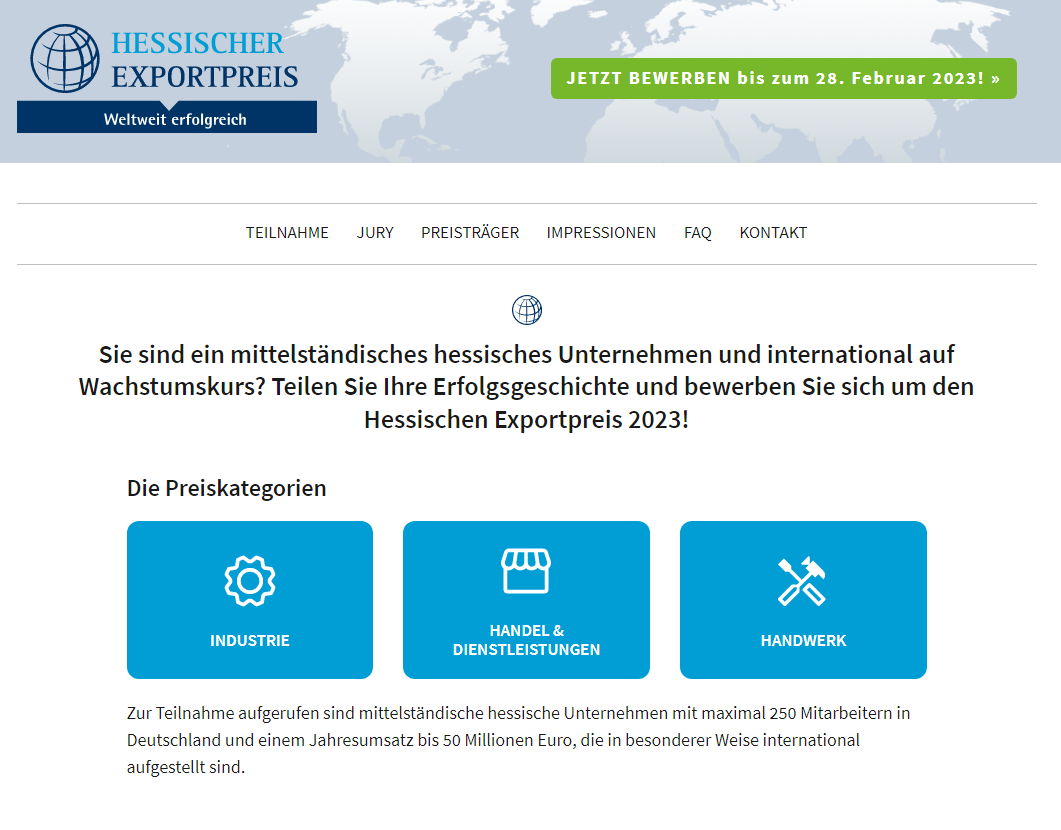 HESSISCHER
EXPORTPREIS
Weltweit erfolgreich
JETZT BEWERBEN bis zum 28. Februar 2023! »
TEILNAHME JURY PREISTRÄGER IMPRESSIONEN FAQ KONTAKT
Sie sind ein mittelständisches hessisches Unternehmen und international auf
Wachstumskurs? Teilen Sie Ihre Erfolgsgeschichte und bewerben Sie sich um den
Hessischen Exportpreis 2023!
Die Preiskategorien
INDUSTRIE
HANDEL &
DIENSTLEISTUNGEN
HANDWERK
Zur Teilnahme aufgerufen sind mittelständische hessische Unternehmen mit maximal 250 Mitarbeitern in
Deutschland und einem Jahresumsatz bis 50 Millionen Euro, die in besonderer Weise international
aufgestellt sind.